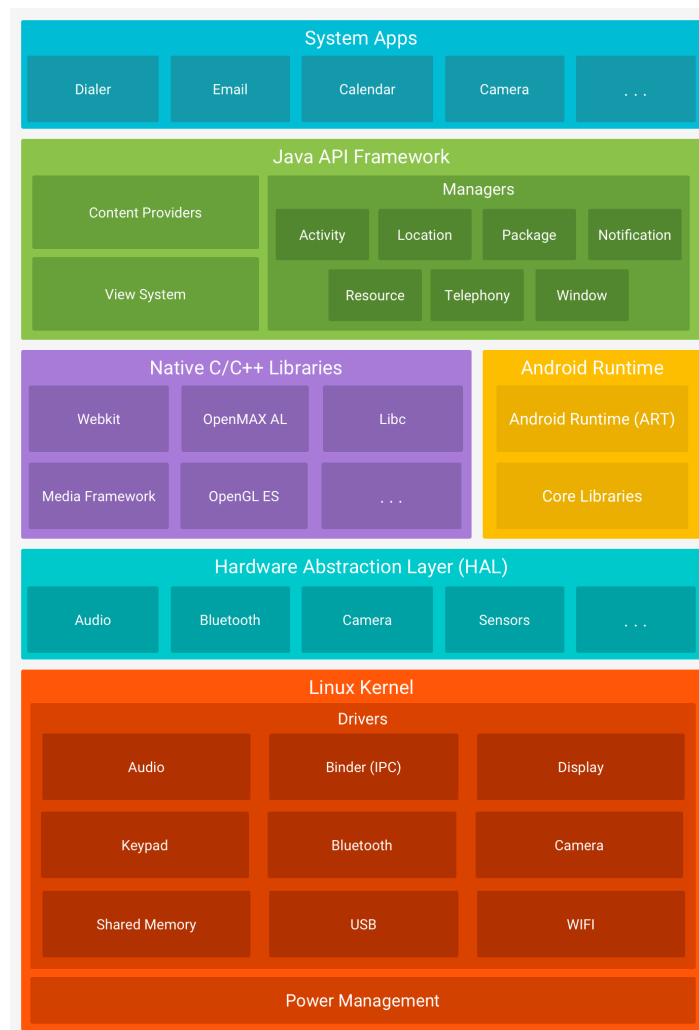 System Apps
Dialer
Email
Calendar
Camera
. . .
Java API Framework
Content Providers
View System
Managers
Activity
Location
Package
Notification
Resource
Telephony
Window
Native C/C++ Libraries
Webkit
OpenMAX AL
Libc
Media Framework
OpenGL ES
. . .
Android Runtime
Android Runtime (ART)
Core Libraries
Hardware Abstraction Layer (HAL)
Audio
Bluetooth
Camera
Sensors
. . .
Linux Kernel
Drivers
Audio
Binder (IPC)
Display
Keypad
Bluetooth
Camera
Shared Memory
USB
WIFI
Power Management